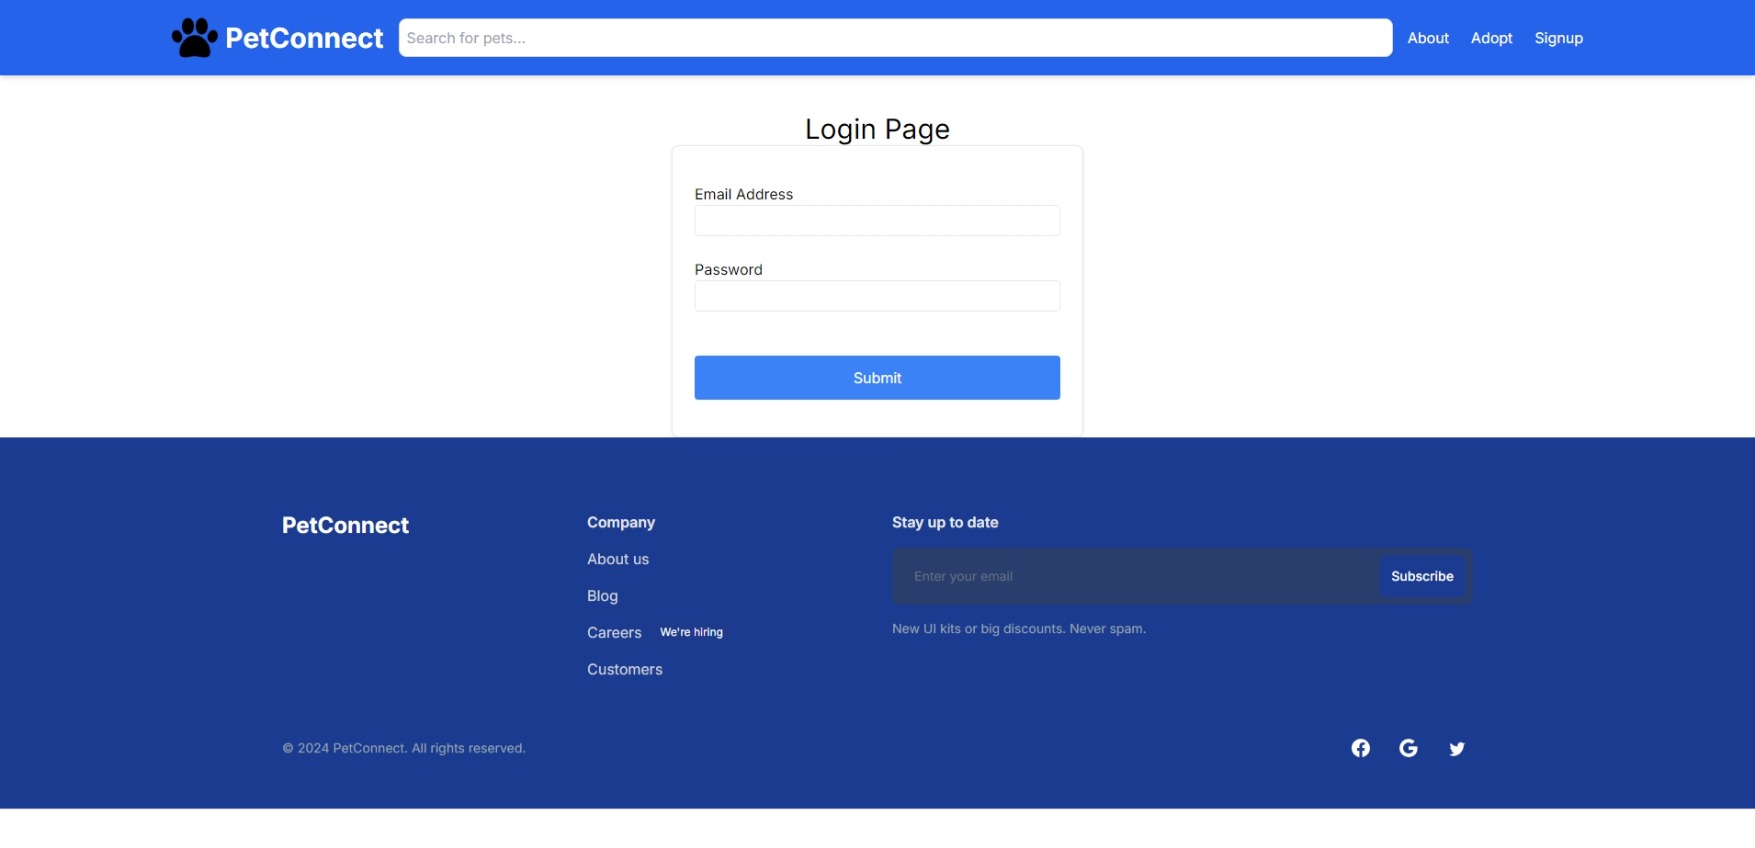 PetConnect
Search for pets...
About
Adopt
Signup
Login Page
Email Address
Password
Submit
PetConnect
Company
About us
Blog
Careers We're hiring
Customers
Stay up to date
Enter your email
Subscribe
New UI kits or big discounts. Never spam.
© 2024 PetConnect. All rights reserved.